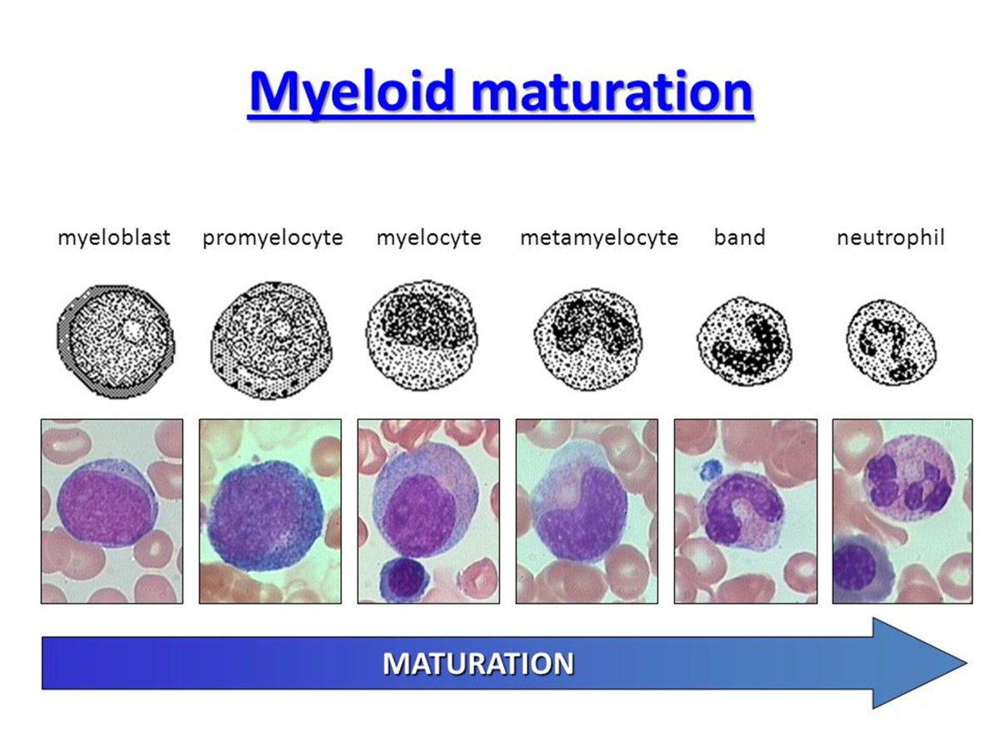 Myeloid maturation
myeloblast promyelocyte myelocyte metamyelocyte band neutrophil
MATURATION